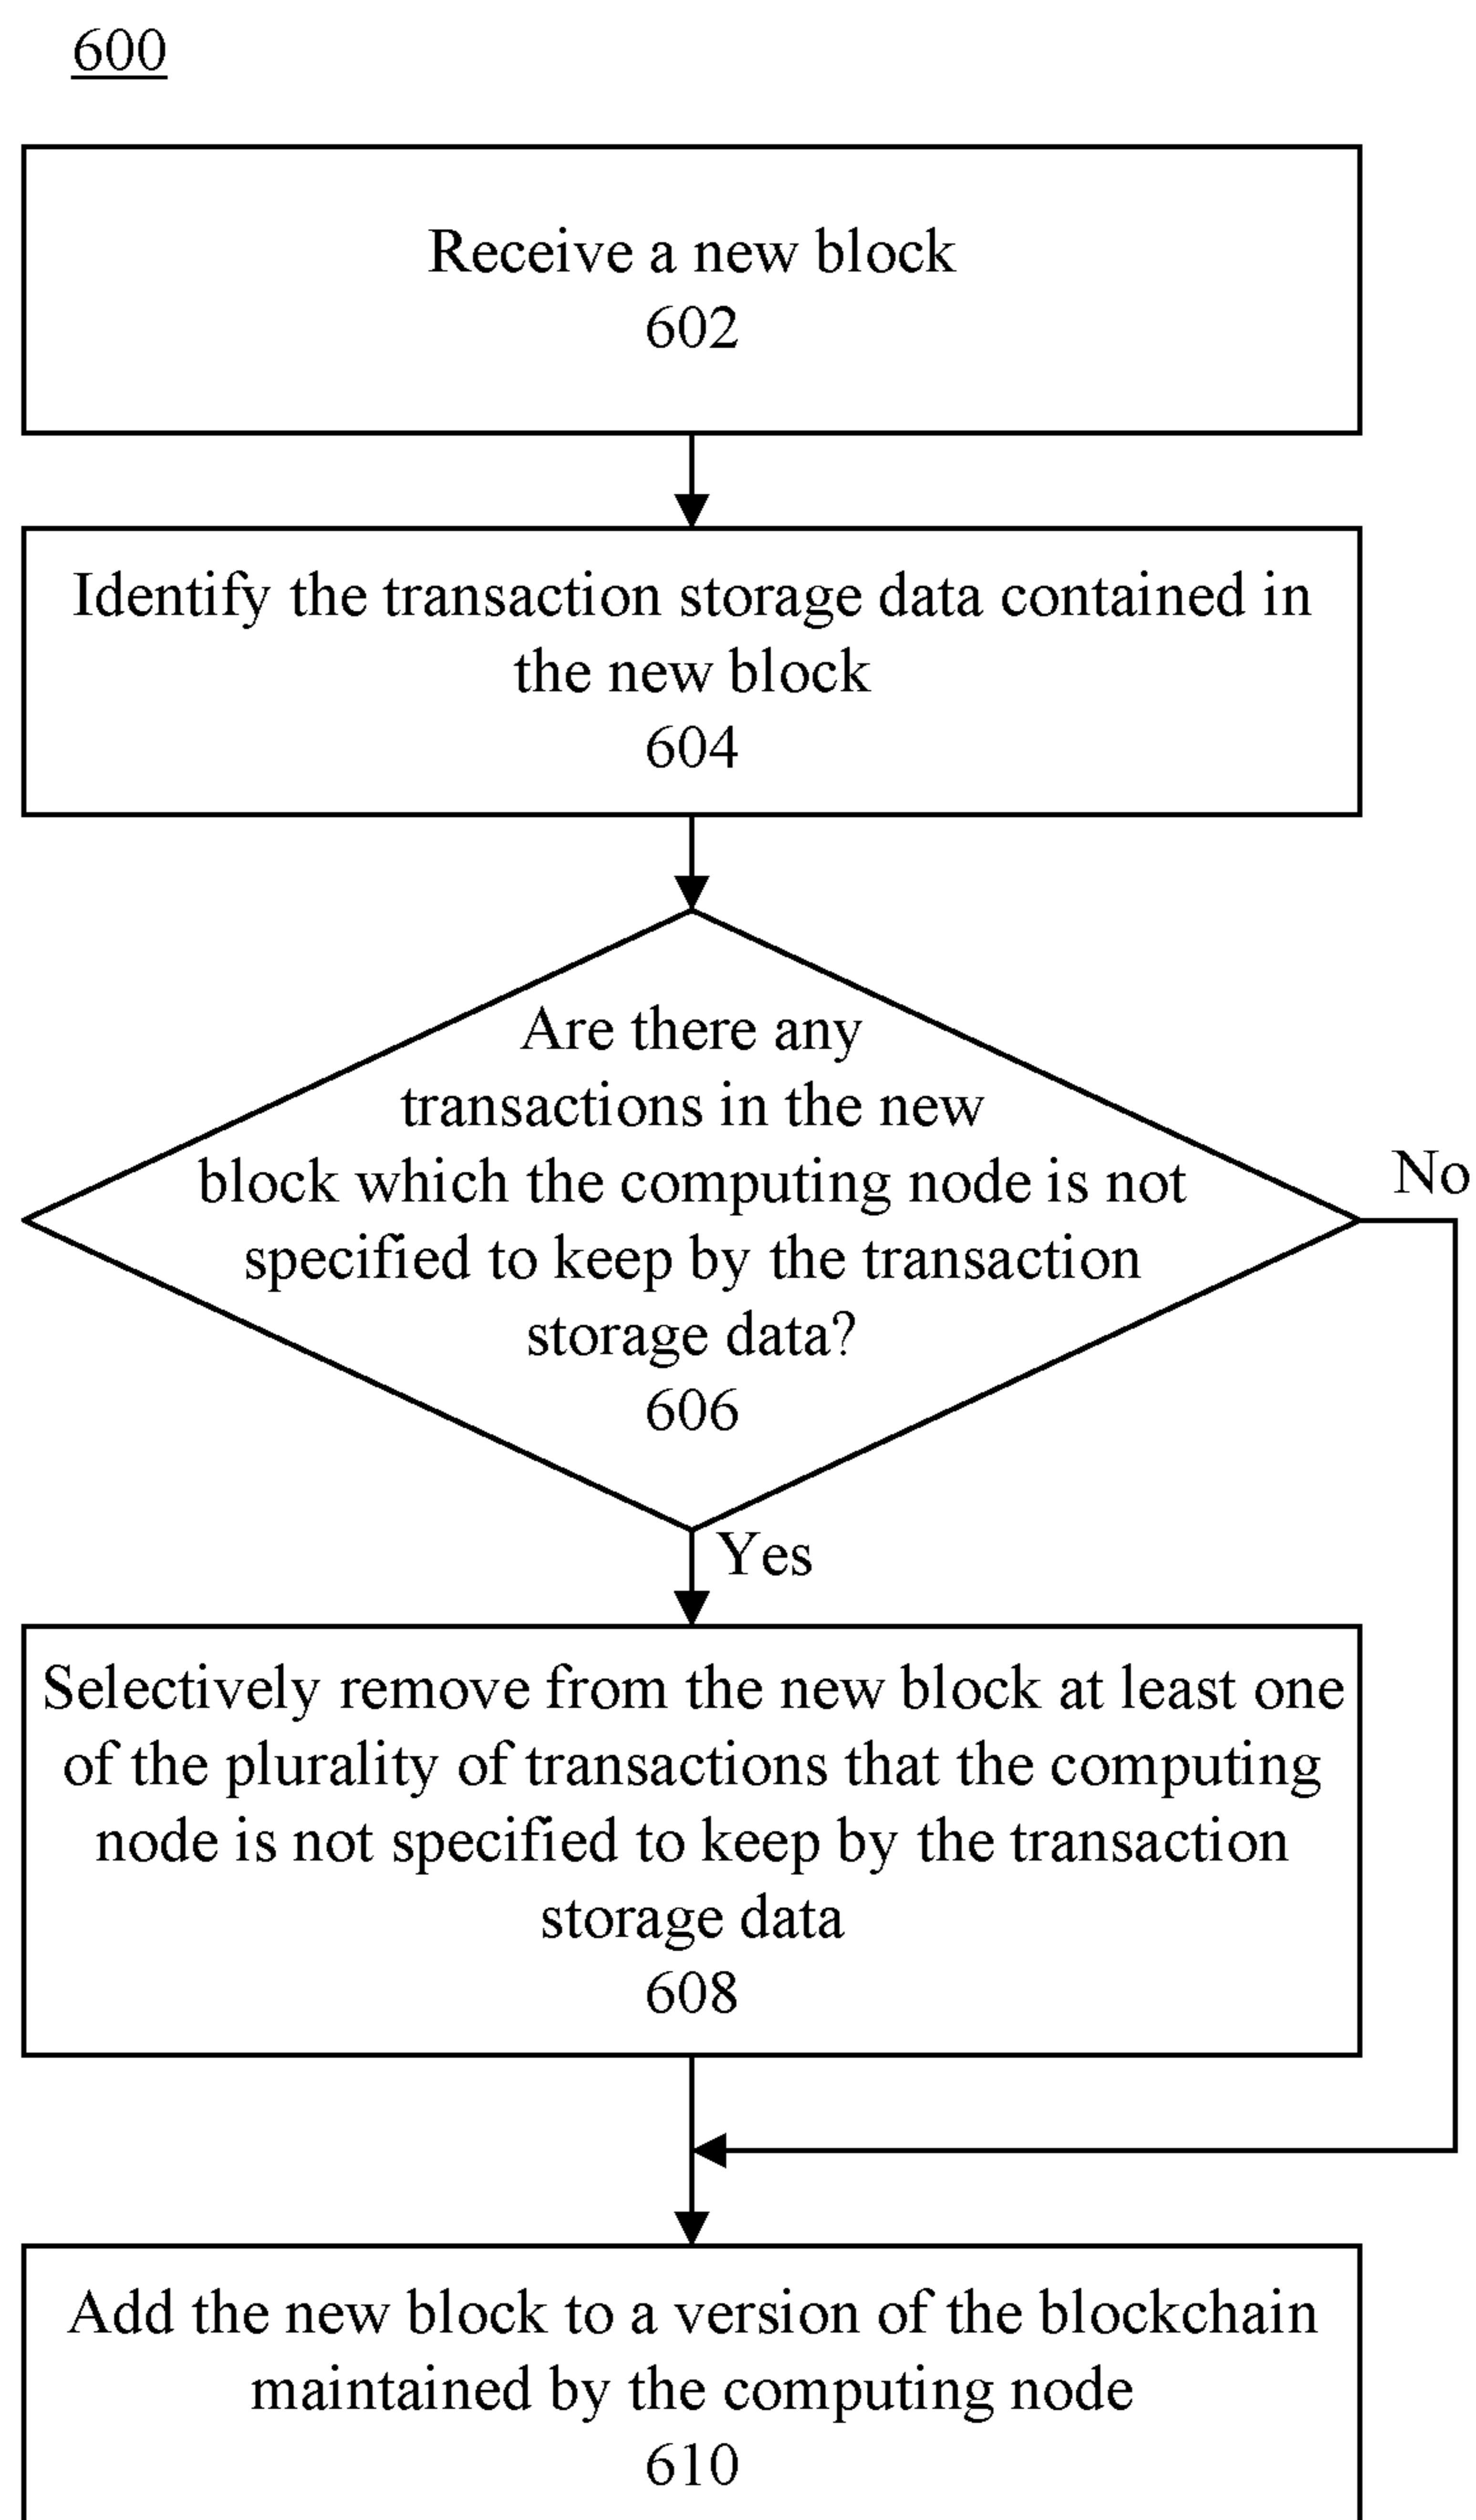 600
Receive a new block
602
Identify the transaction storage data contained in
the new block
604
Are there any
transactions in the new
block which the computing node is not
specified to keep by the transaction
storage data?
606
No
Yes
Selectively remove from the new block at least one
of the plurality of transactions that the computing
node is not specified to keep by the transaction
storage data
608
Add the new block to a version of the blockchain
maintained by the computing node
610